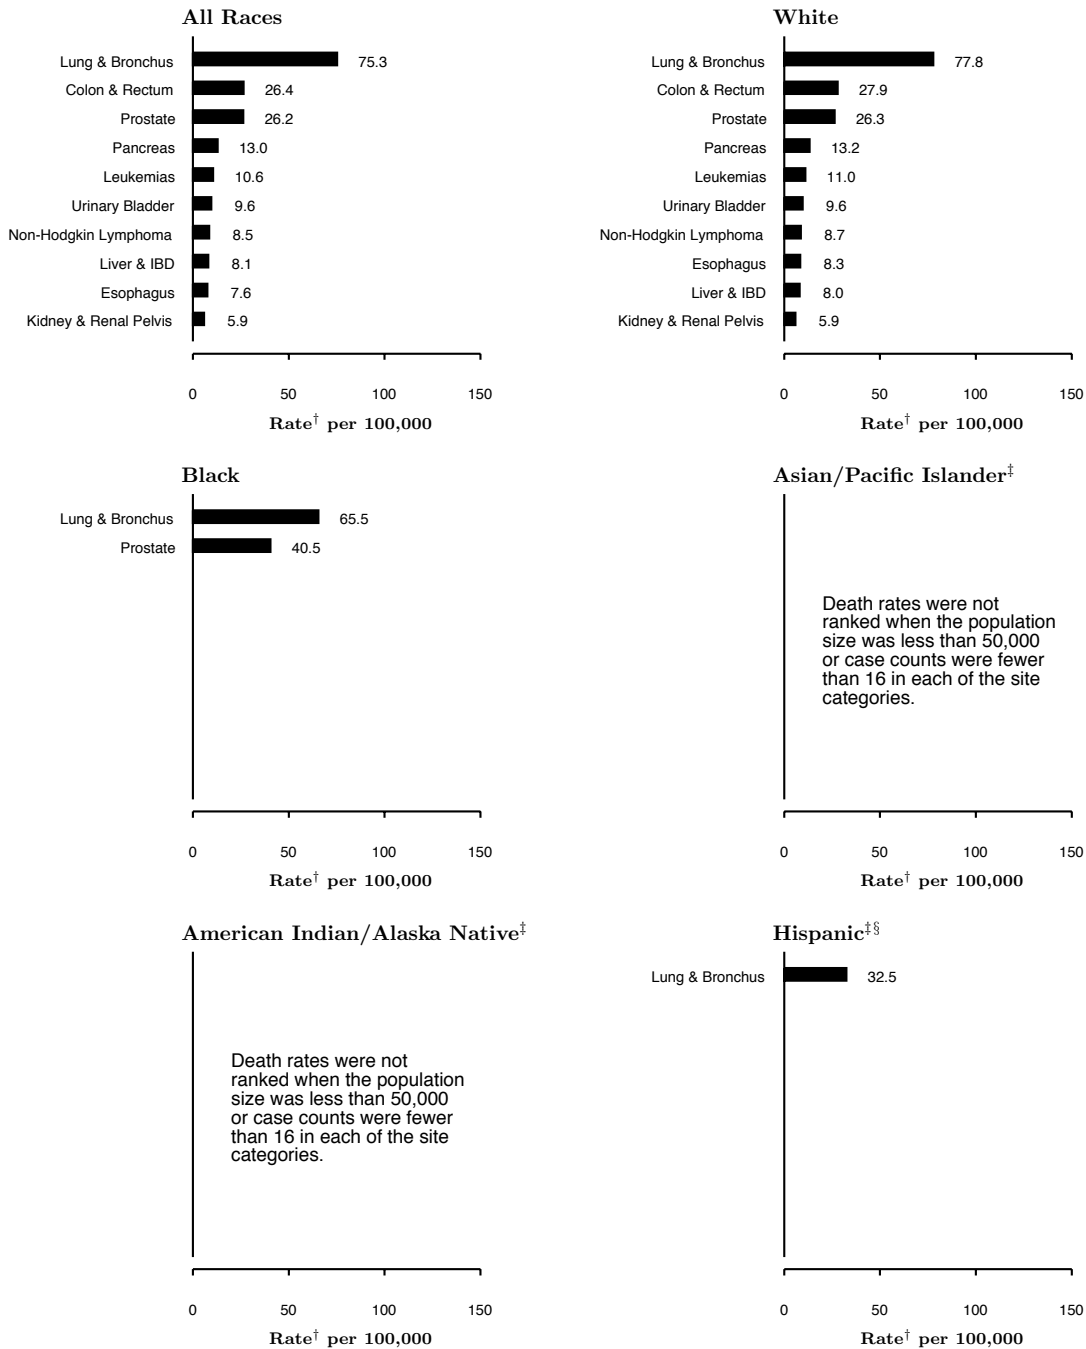 All Races
Lung & Bronchus 75.3
Colon & Rectum 26.4
Prostate 26.2
Pancreas 13.0
Leukemias 10.6
Urinary Bladder 9.6
Non-Hodgkin Lymphoma 8.5
Liver & IBD 8.1
Esophagus 7.6
Kidney & Renal Pelvis 5.9
0 50 100 150
Rate† per 100,000
White
Lung & Bronchus 77.8
Colon & Rectum 27.9
Prostate 26.3
Pancreas 13.2
Leukemias 11.0
Urinary Bladder 9.6
Non-Hodgkin Lymphoma 8.7
Esophagus 8.3
Liver & IBD 8.0
Kidney & Renal Pelvis 5.9
0 50 100 150
Rate† per 100,000
Black
Lung & Bronchus 65.5
Prostate 40.5
0 50 100 150
Rate† per 100,000
Asian/Pacific Islander‡
Death rates were not
ranked when the population
size was less than 50,000
or case counts were fewer
than 16 in each of the site
categories.
0 50 100 150
Rate† per 100,000
American Indian/Alaska Native‡
Death rates were not
ranked when the population
size was less than 50,000
or case counts were fewer
than 16 in each of the site
categories.
0 50 100 150
Rate† per 100,000
Hispanic‡§
Lung & Bronchus 32.5
0 50 100 150
Rate† per 100,000